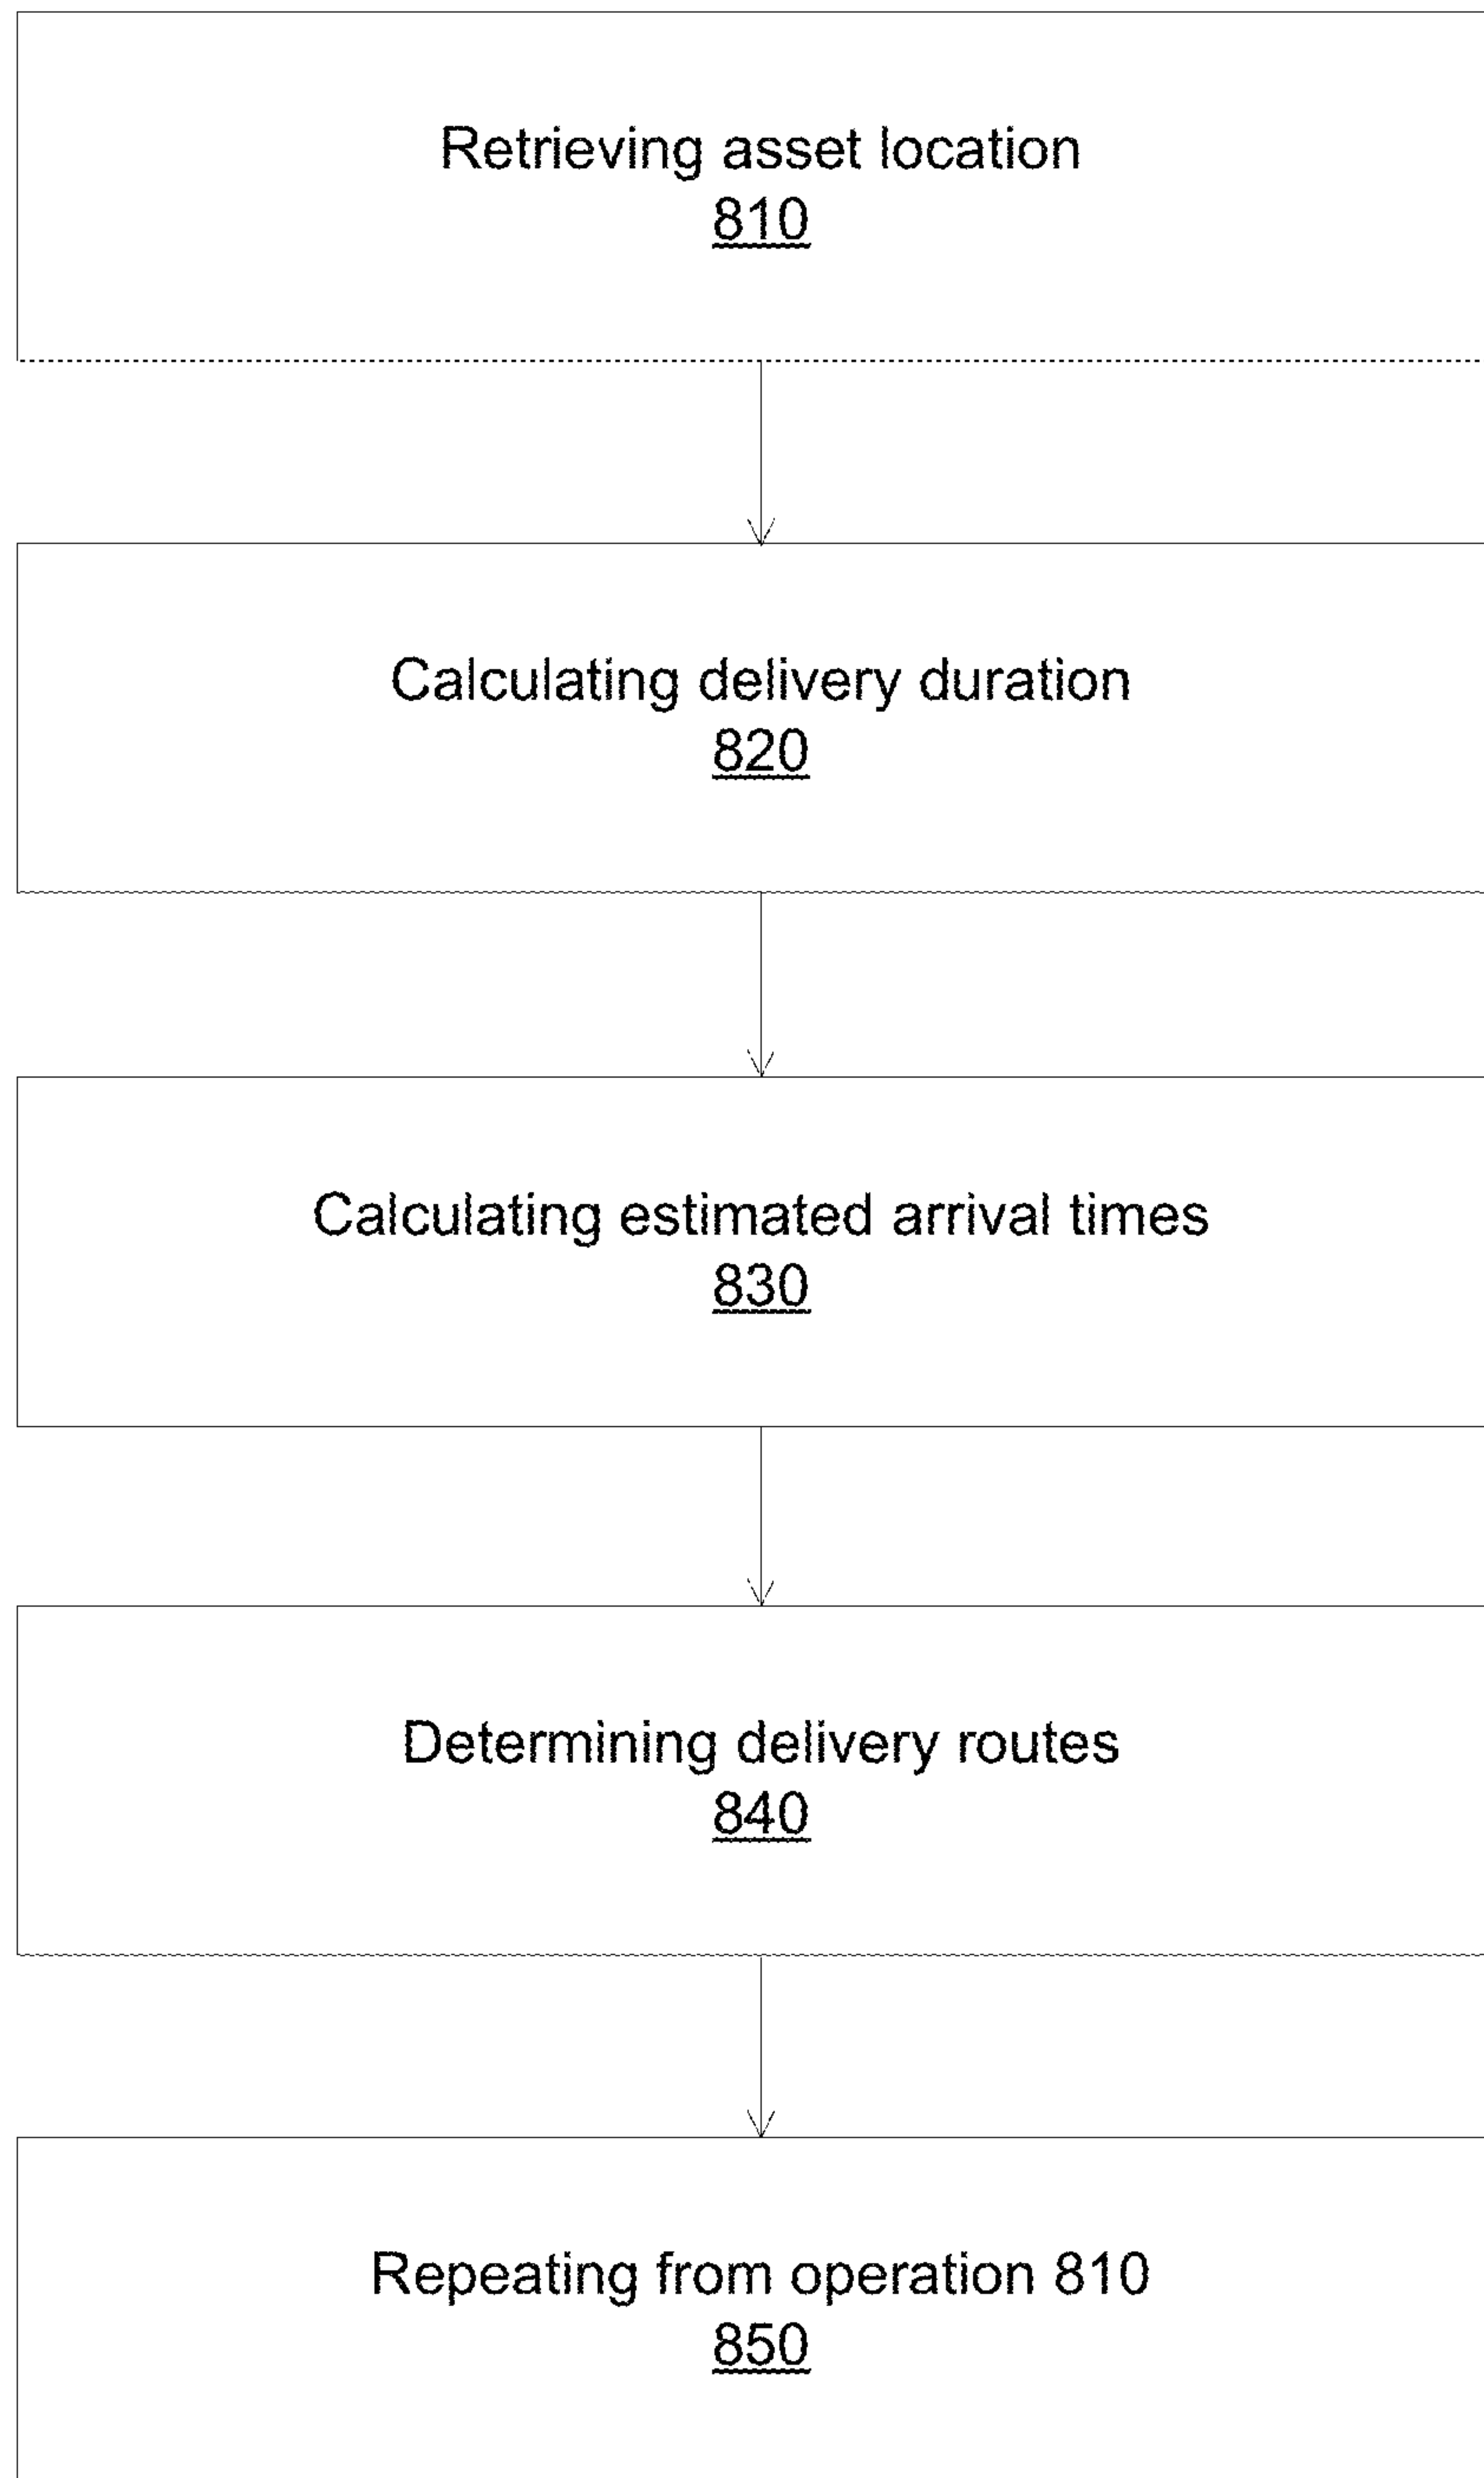 Retrieving asset location
810
Calculating delivery duration
820
Calculating estimated arrival times
830
Determining delivery routes
840
Repeating from operation 810
850